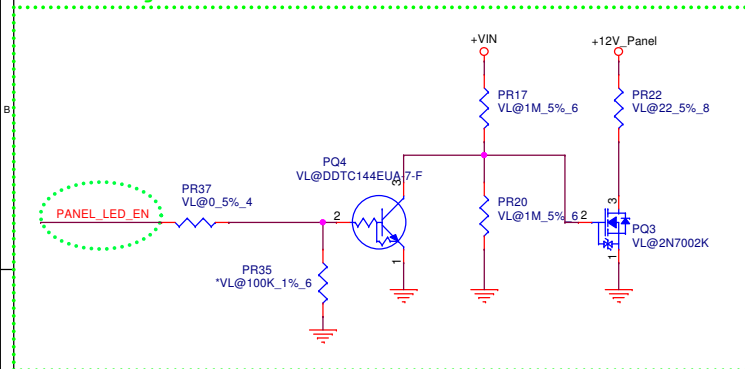 +VIN
+12V_Panel
PR17
VL@1M_5%_6
PR22
VL@22_5%_8
B
PQ4
VL@DDTC144EUA-7-F
3
PR37
VL@0_5%_4
PANEL_LED_EN
2
PR20
VL@1M_5%_6
2
3
PQ3
VL@2N7002K
1
1
PR35
*VL@100K_1%_6